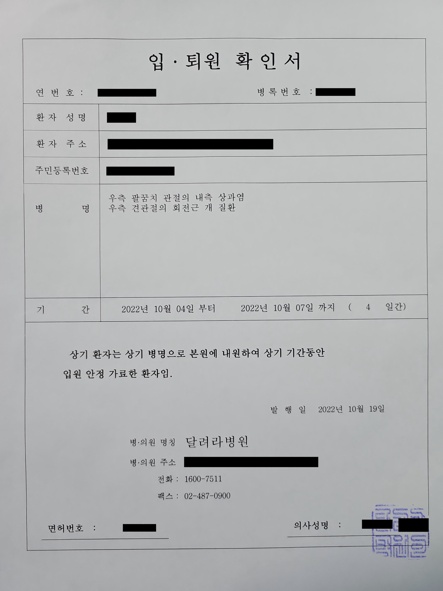 입 · 퇴원 확인서
연 번 호 :
병록번호 :
환자 성명
환자 주소
주민등록번호
병 명
우측 팔꿈치 관절의 내측 상과염
우측 견관절의 회전근 개 질환
기 간 2022년 10월 04일 부터 2022년 10월 07일 까지 ( 4 일간)
상기 환자는 상기 병명으로 본원에 내원하여 상기 기간동안
입원 안정 가료한 환자임.
발 행 일 2022년 10월 19일
병·의원 명칭 달려라병원
병·의원 주소
전화 : 1600-7511
팩스 : 02-487-0900
면허번호 :
의사성명 :